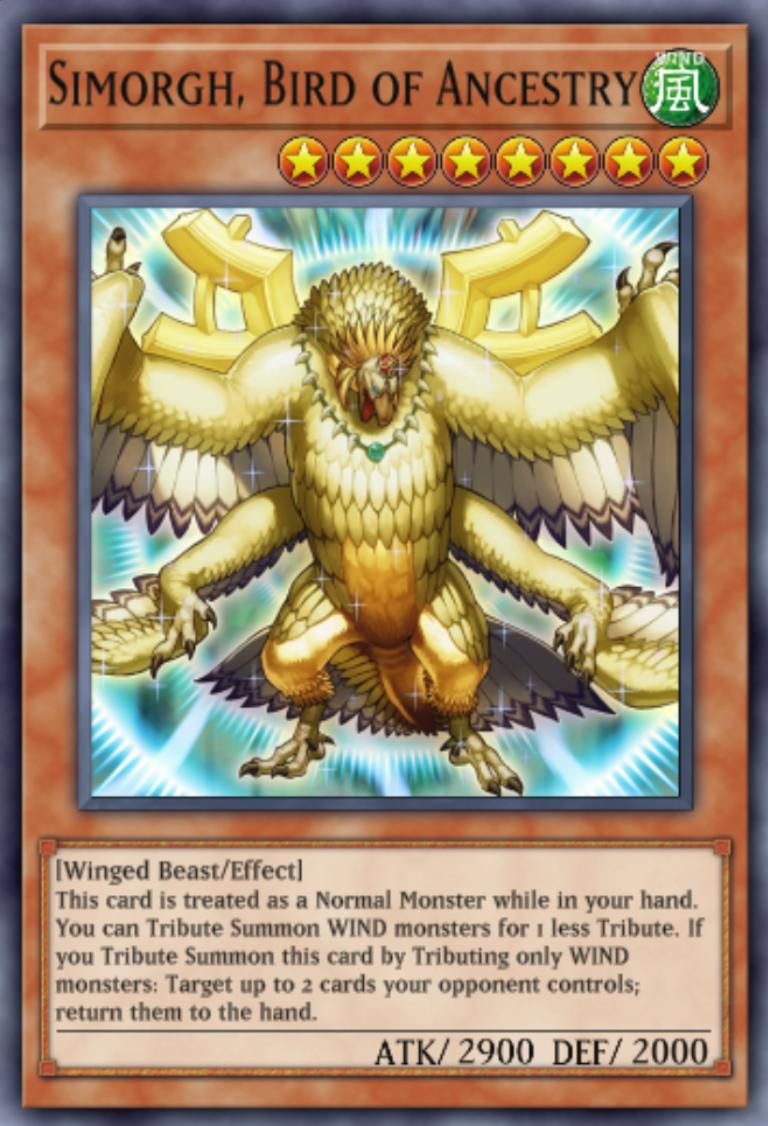 SIMORGH, BIRD OF ANCESTRY
WIND
風
[Winged Beast/Effect]
This card is treated as a Normal Monster while in your hand.
You can Tribute Summon WIND monsters for 1 less Tribute. If
you Tribute Summon this card by Tributing only WIND
monsters: Target up to 2 cards your opponent controls;
return them to the hand.
ATK/ 2900 DEF/ 2000